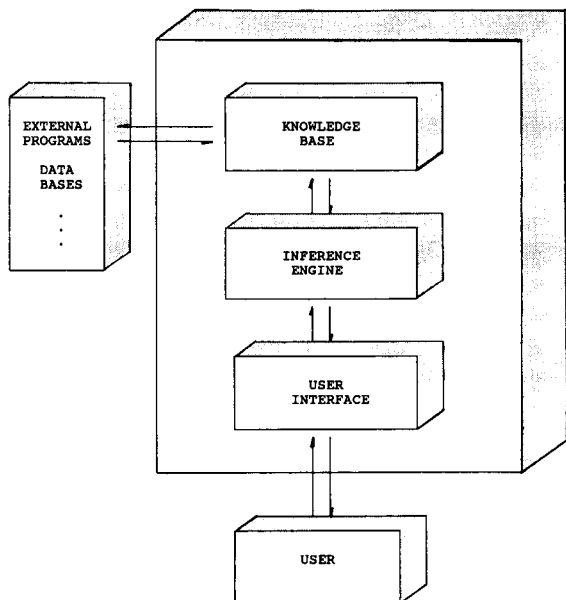 EXTERNAL
PROGRAMS
DATA
BASES
KNOWLEDGE
BASE
INFERENCE
ENGINE
USER
INTERFACE
USER